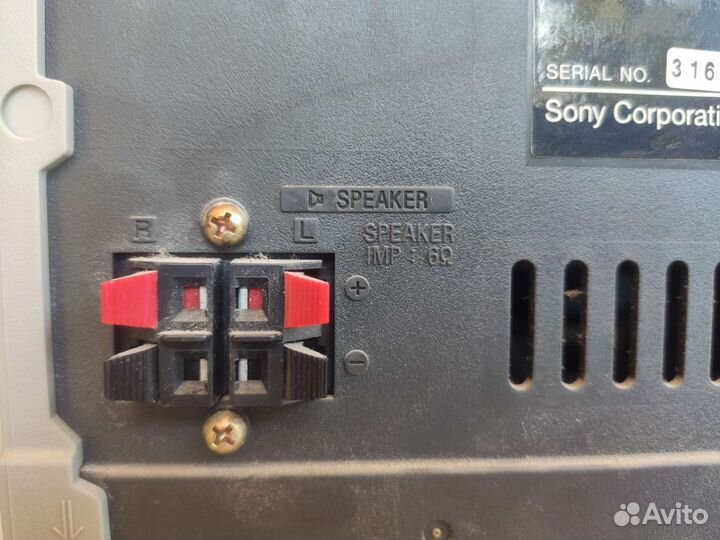 SERIAL NO. 316
Sony Corporati
SPEAKER
R L SPEAKER
IMP : 6Ω
+
−
Avito